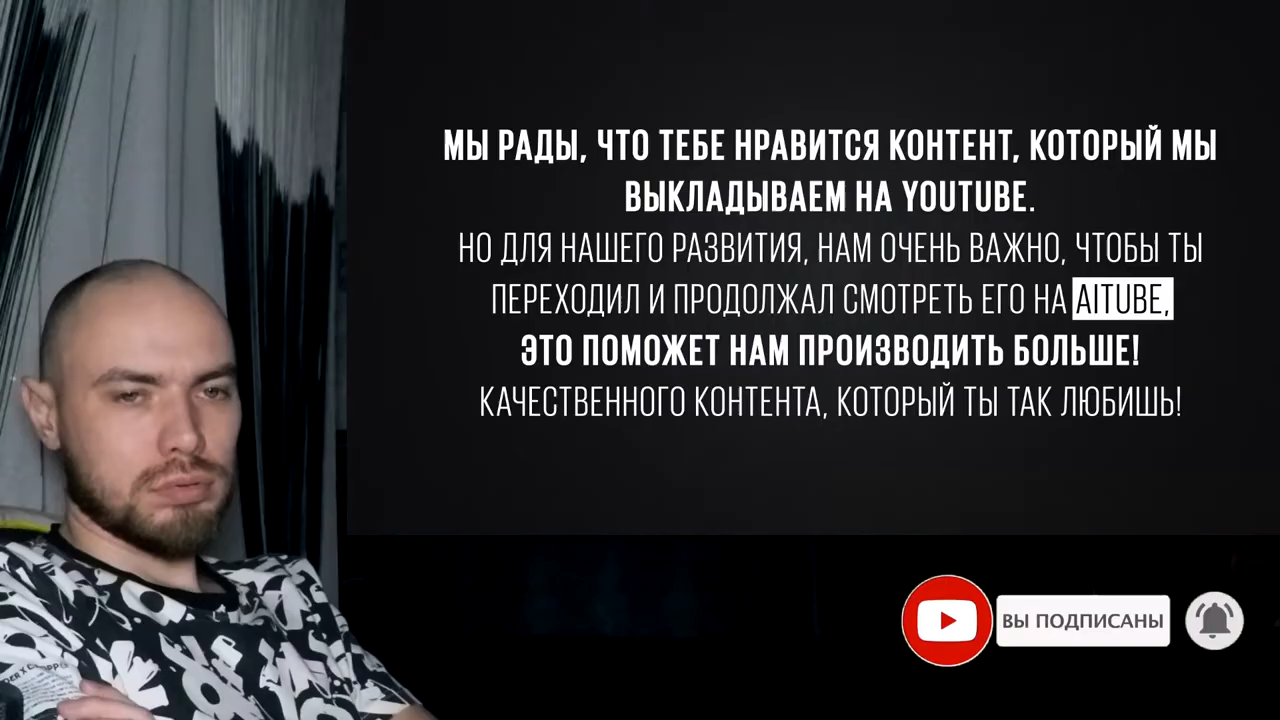 МЫ РАДЫ, ЧТО ТЕБЕ НРАВИТСЯ КОНТЕНТ, КОТОРЫЙ МЫ
ВЫКЛАДЫВАЕМ НА YOUTUBE.
НО ДЛЯ НАШЕГО РАЗВИТИЯ, НАМ ОЧЕНЬ ВАЖНО, ЧТОБЫ ТЫ
ПЕРЕХОДИЛ И ПРОДОЛЖАЛ СМОТРЕТЬ ЕГО НА AITUBE,
ЭТО ПОМОЖЕТ НАМ ПРОИЗВОДИТЬ БОЛЬШЕ!
КАЧЕСТВЕННОГО КОНТЕНТА, КОТОРЫЙ ТЫ ТАК ЛЮБИШЬ!
ВЫ ПОДПИСАНЫ